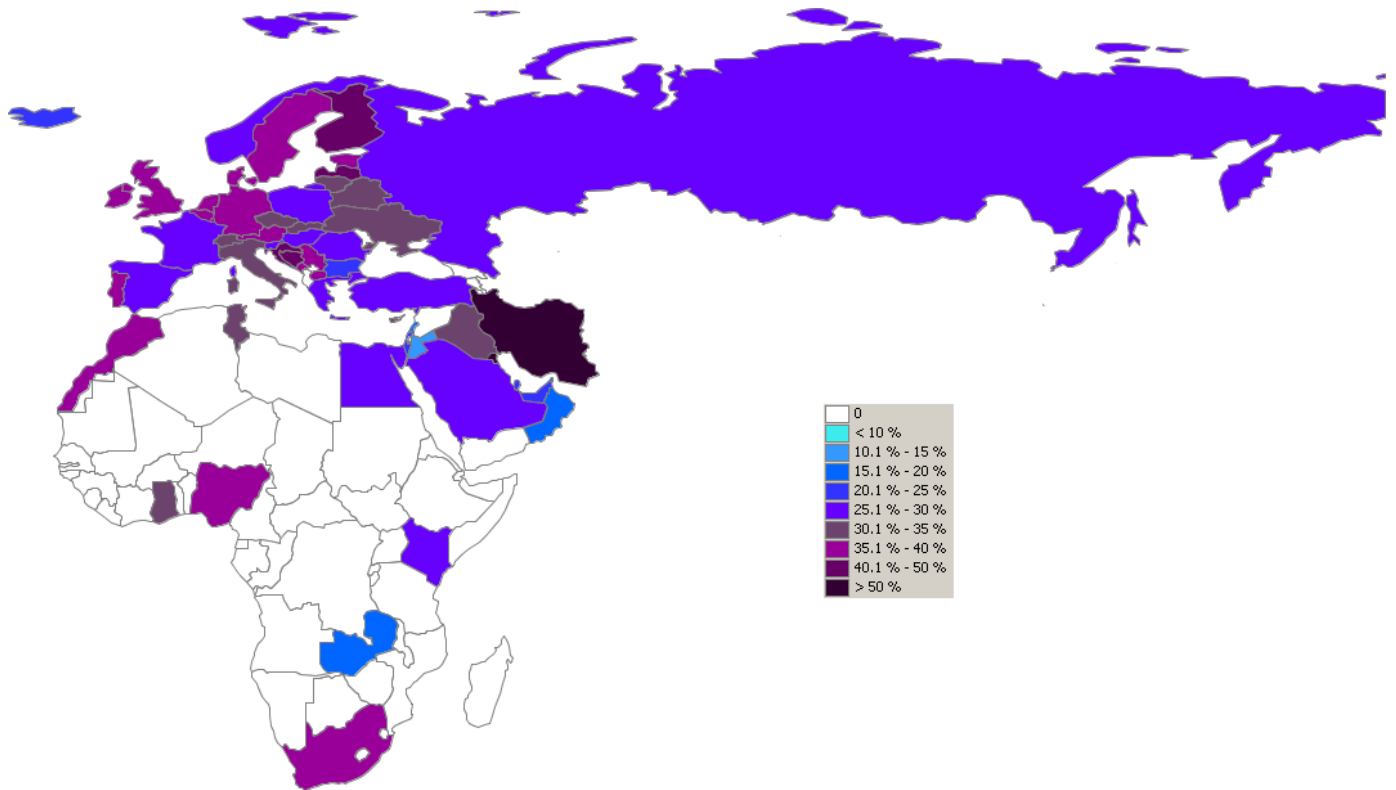 0
< 10 %
10.1 % - 15 %
15.1 % - 20 %
20.1 % - 25 %
25.1 % - 30 %
30.1 % - 35 %
35.1 % - 40 %
40.1 % - 50 %
> 50 %